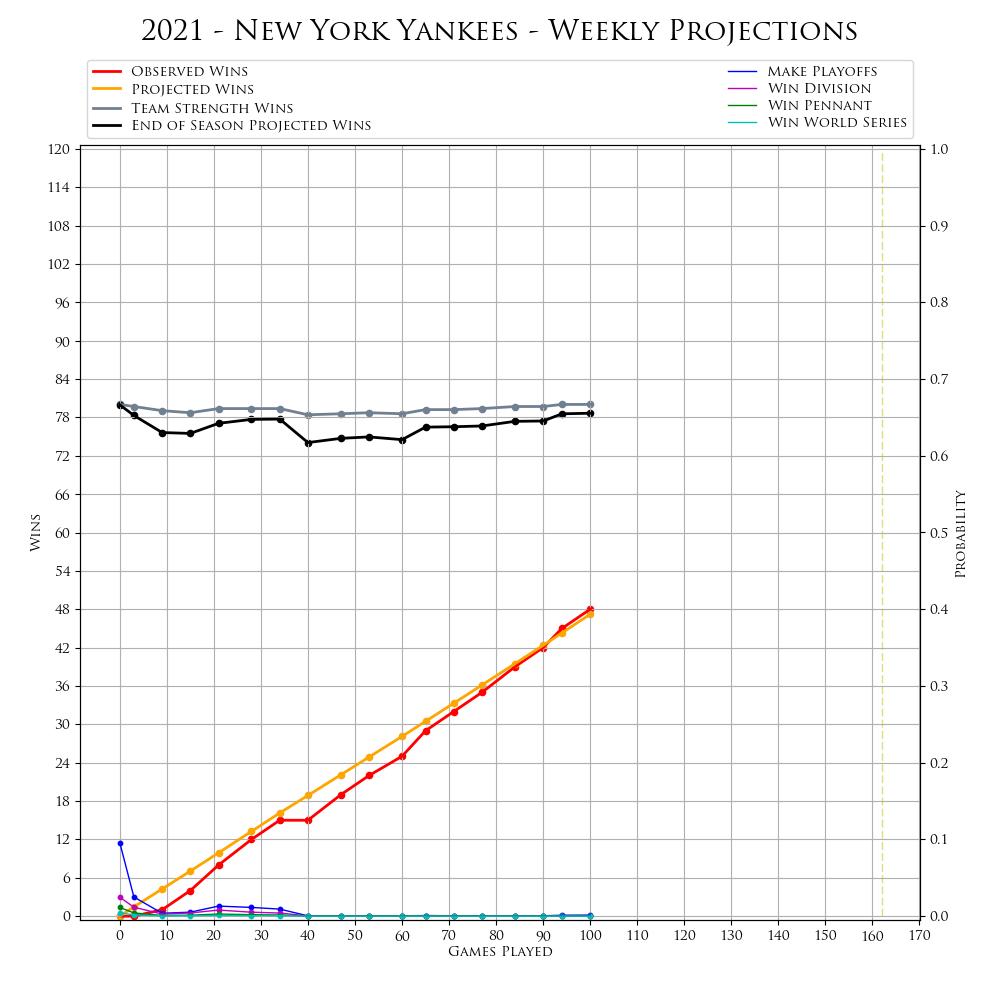 2021 - New York Yankees - Weekly Projections
Observed Wins
Projected Wins
Team Strength Wins
End of Season Projected Wins
Make Playoffs
Win Division
Win Pennant
Win World Series
120
114
108
102
96
90
84
78
72
66
60
54
48
42
36
30
24
18
12
6
0
Wins
1.0
0.9
0.8
0.7
0.6
0.5
0.4
0.3
0.2
0.1
0.0
Probability
0 10 20 30 40 50 60 70 80 90 100 110 120 130 140 150 160 170
Games Played